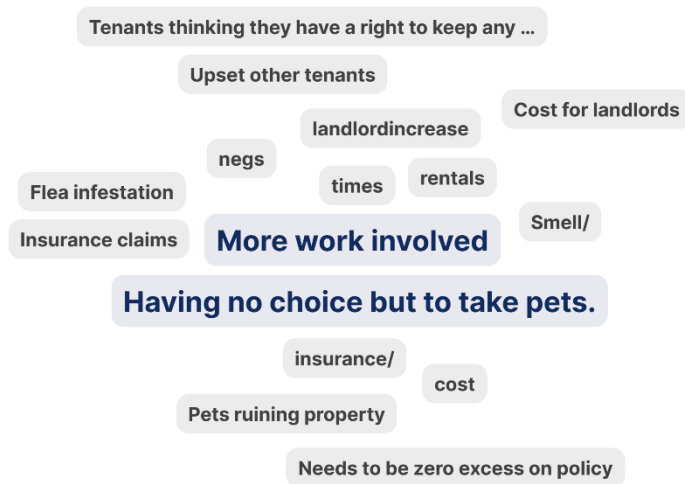 Tenants thinking they have a right to keep any ...
Upset other tenants
Cost for landlords
landlordincrease
negs
times
rentals
Flea infestation
Smell/
Insurance claims
More work involved
Having no choice but to take pets.
insurance/
cost
Pets ruining property
Needs to be zero excess on policy